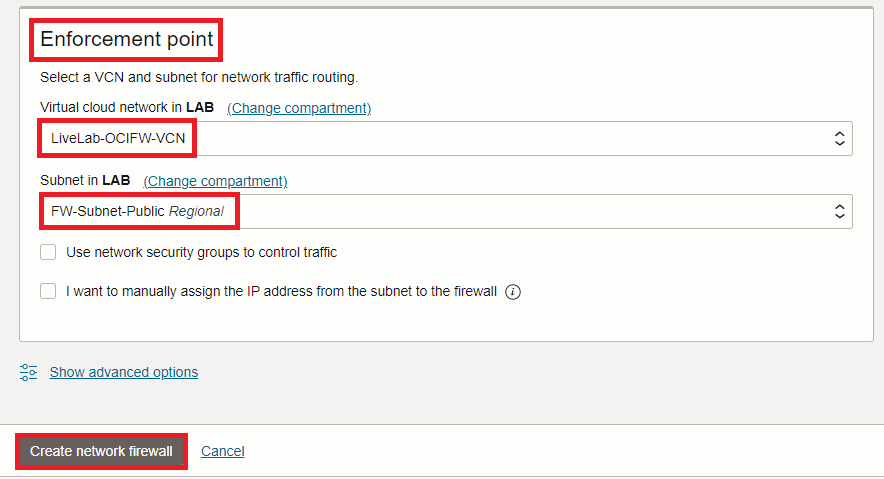 Enforcement point
Select a VCN and subnet for network traffic routing.
Virtual cloud network in LAB (Change compartment)
LiveLab-OCIFW-VCN
Subnet in LAB (Change compartment)
FW-Subnet-Public Regional
Use network security groups to control traffic
I want to manually assign the IP address from the subnet to the firewall i
Show advanced options
Create network firewall Cancel